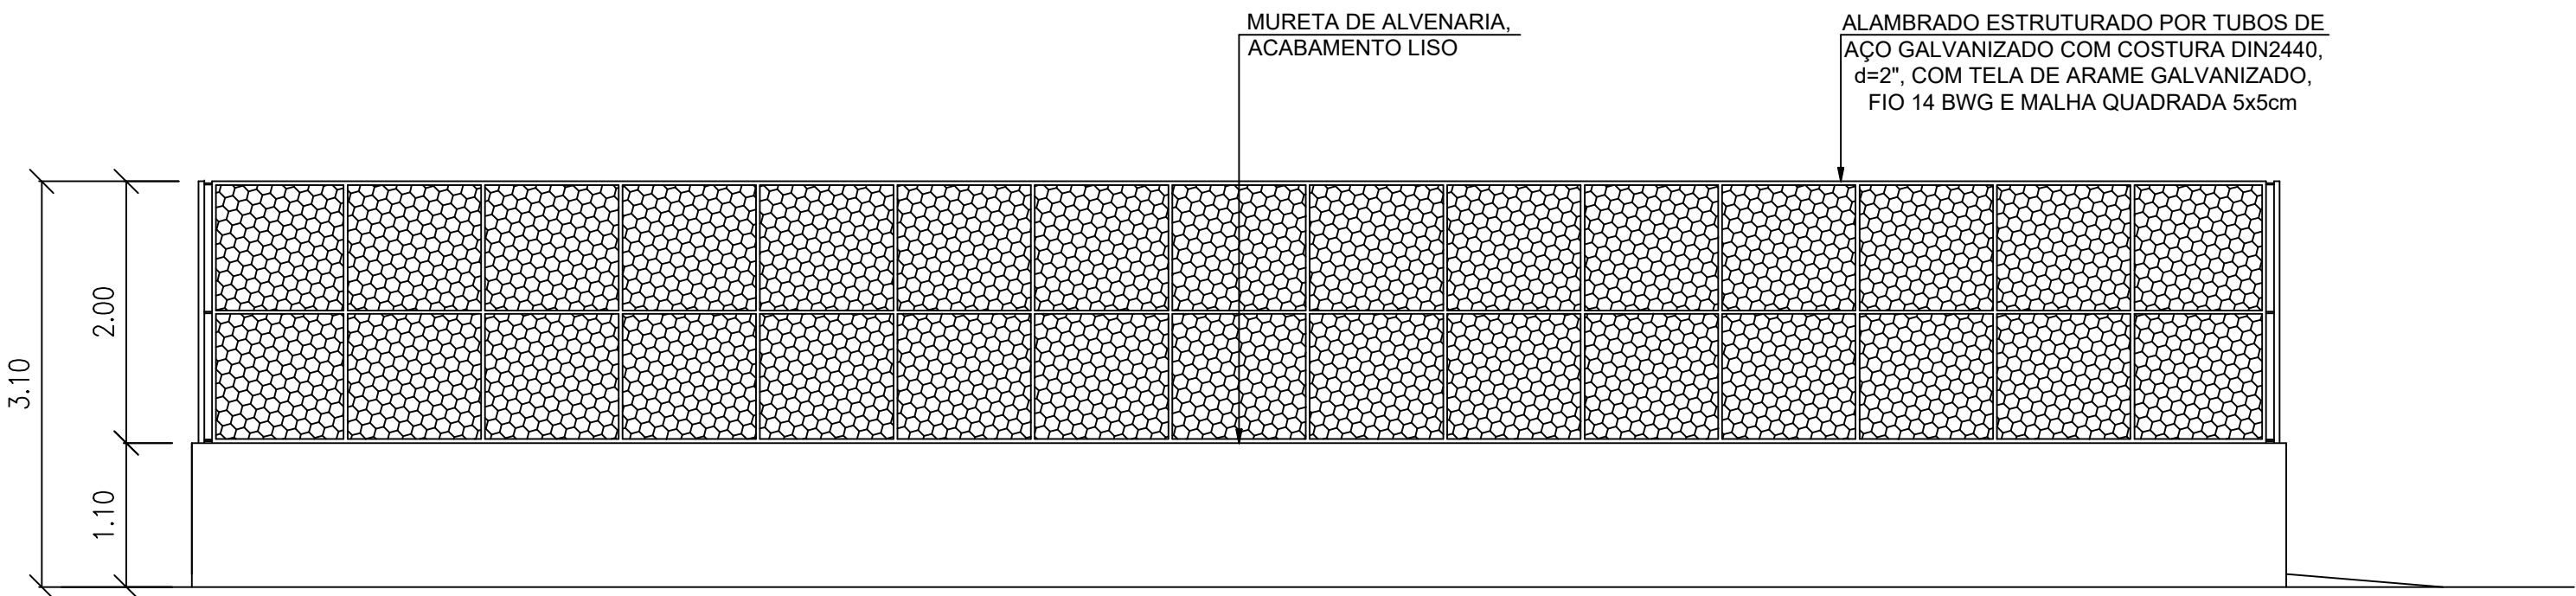 MURETA DE ALVENARIA,
ACABAMENTO LISO
ALAMBRADO ESTRUTURADO POR TUBOS DE
AÇO GALVANIZADO COM COSTURA DIN2440,
d=2", COM TELA DE ARAME GALVANIZADO,
FIO 14 BWG E MALHA QUADRADA 5x5cm
3.10
2.00
1.10